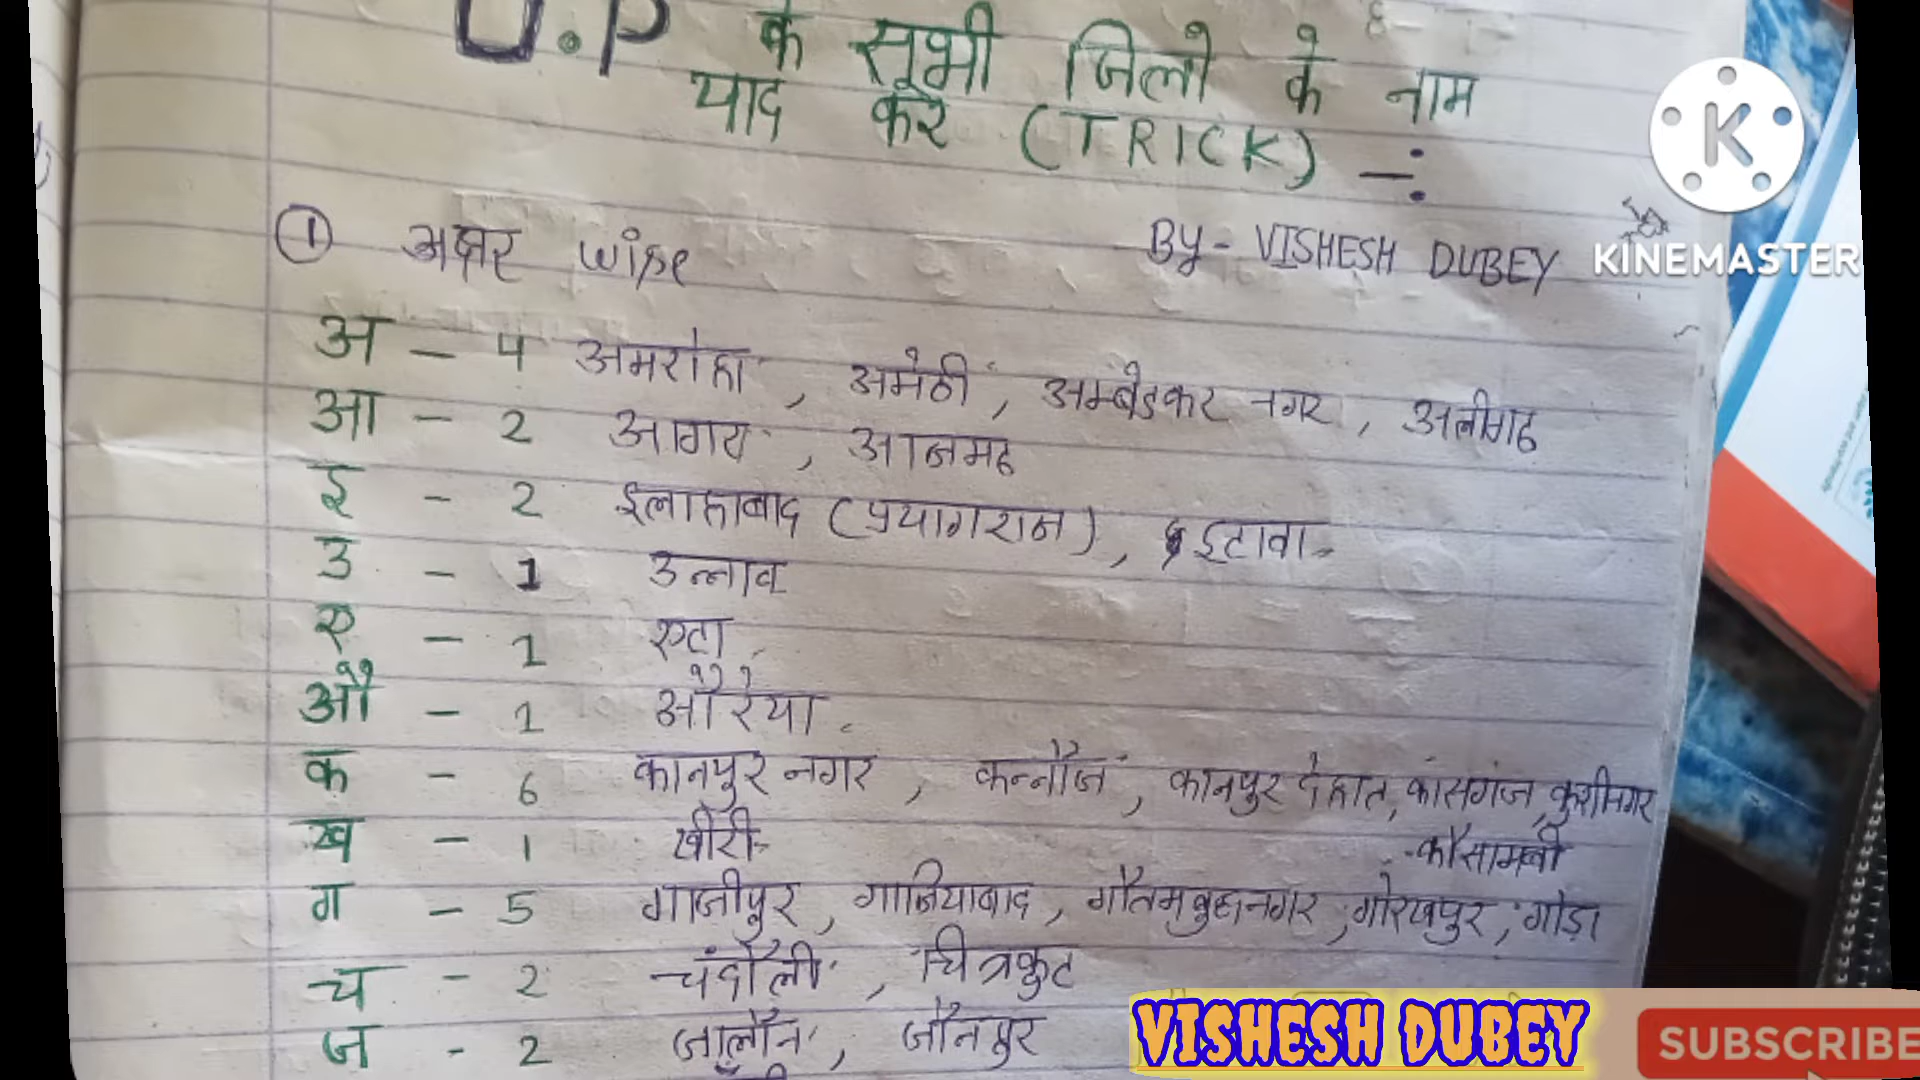 U.P के सभी जिलो के नाम
याद करे (TRICK) -:
① अक्षर wise
BY- VISHESH DUBEY
KINEMASTER
अ - 4 अमरोहा, अमेठी, अम्बेडकर नगर, अलीगढ
आ - 2 आगरा, आजमढ
इ - 2 इलाहाबाद (प्रयागराज), इटावा
उ - 1 उन्नाव
ए - 1 एटा
औ - 1 औरैया
क - 6 कानपुर नगर, कन्नौज, कानपुर देहात, कांसगंज, कुशीनगर
कौसाम्बी
ख - 1 खीरी
ग - 5 गाजीपुर, गाजियाबाद, गौतमबुद्धनगर, गोरखपुर, गोंडा
च - 2 चंदौली, चित्रकुट
ज - 2 जालौन, जौनपुर
VISHESH DUBEY
SUBSCRIBE